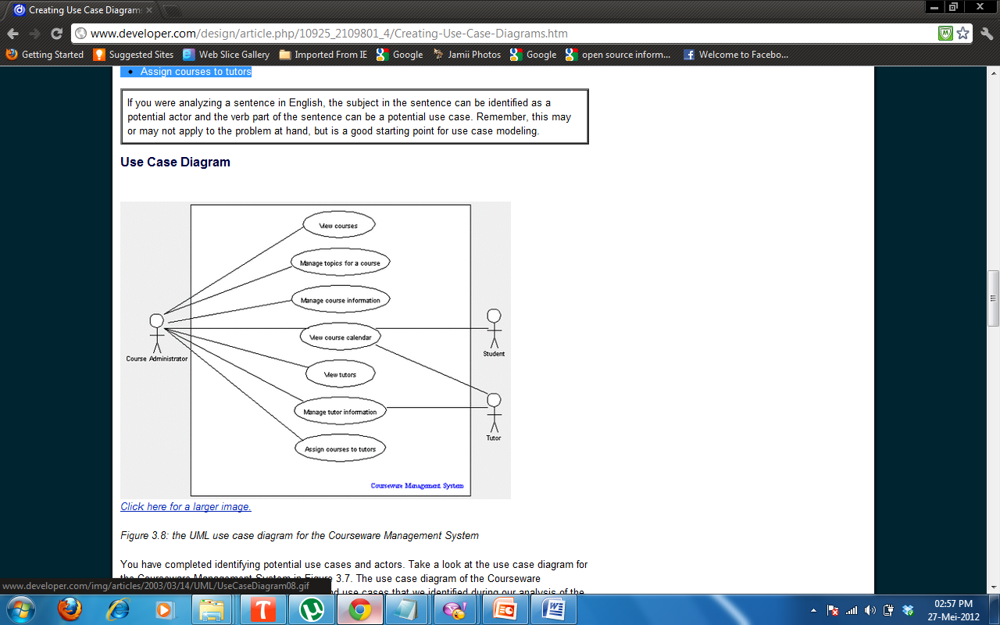 Creating Use Case Diagram
www.developer.com/design/article.php/10925_2109801_4/Creating-Use-Case-Diagrams.htm
Getting Started Suggested Sites Web Slice Gallery Imported From IE Google Jamii Photos Google open source inform... Welcome to Facebo...
• Assign courses to tutors
If you were analyzing a sentence in English, the subject in the sentence can be identified as a
potential actor and the verb part of the sentence can be a potential use case. Remember, this may
or may not apply to the problem at hand, but is a good starting point for use case modeling.
Use Case Diagram
View courses
Manage topics for a course
Manage course information
View course calendar
Course Administrator
Student
View tutors
Manage tutor information
Tutor
Assign courses to tutors
Courseware Management System
Click here for a larger image.
Figure 3.8: the UML use case diagram for the Courseware Management System
You have completed identifying potential use cases and actors. Take a look at the use case diagram for
the Courseware Management System in Figure 3.7. The use case diagram of the Courseware
www.developer.com/img/articles/2003/03/14/UML/UseCaseDiagram08.gif
use cases that we identified during our analysis of the
02:57 PM
27-Mei-2012